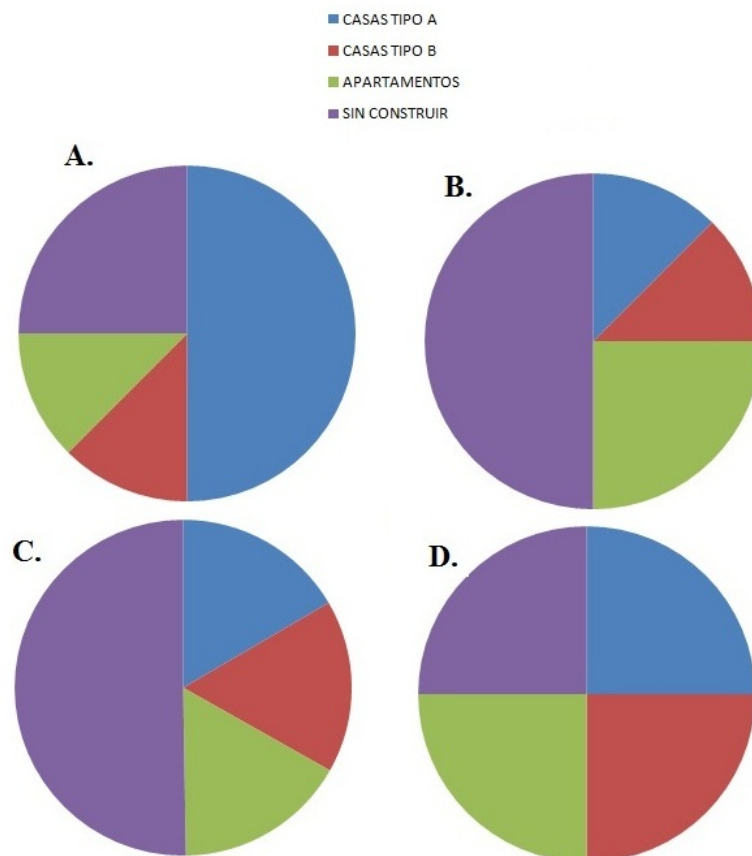 CASAS TIPO A
CASAS TIPO B
APARTAMENTOS
SIN CONSTRUIR
A.
B.
C.
D.